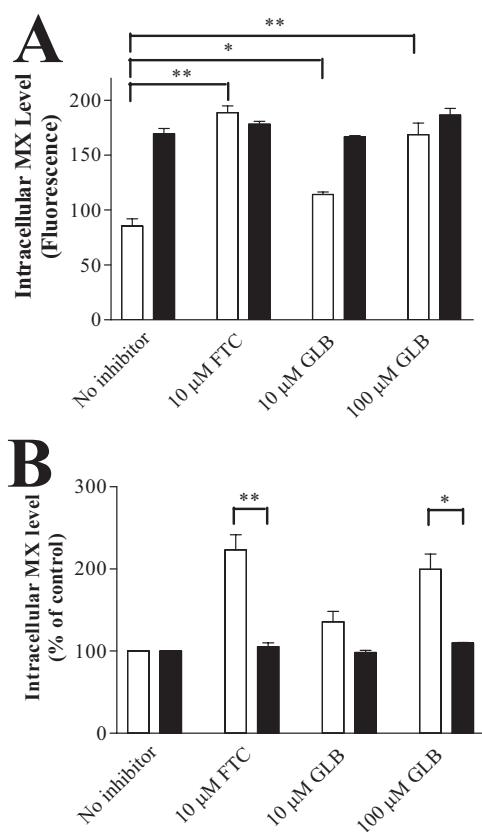 A
**
*
**
Intracellular MX Level
(Fluorescence)
200
150
100
50
0
No inhibitor
10 µM FTC
10 µM GLB
100 µM GLB
B
Intracellular MX level
(% of control)
300
200
100
0
**
*
No inhibitor
10 µM FTC
10 µM GLB
100 µM GLB